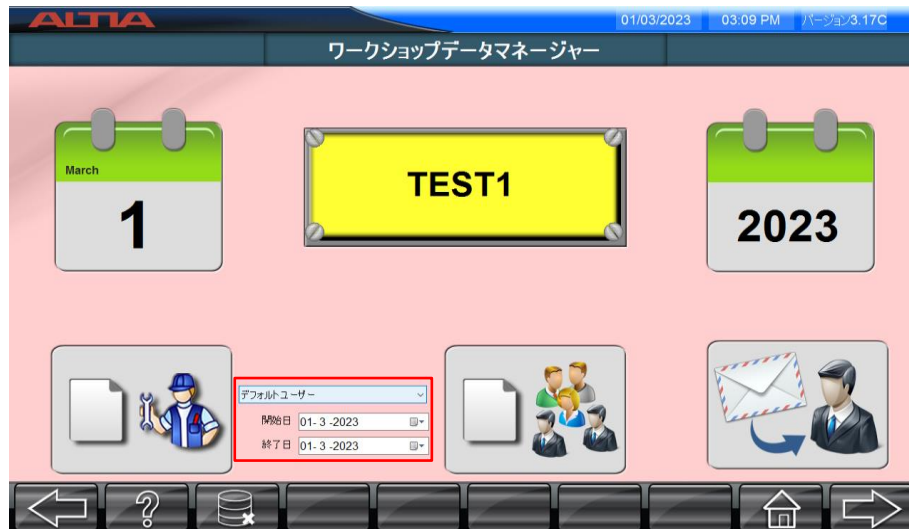 ALTIA
01/03/2023 03:09 PM バージョン3.17C
ワークショップデータマネージャー
March
1
TEST1
2023
デフォルトユーザー
開始日 01- 3 -2023
終了日 01- 3 -2023
?